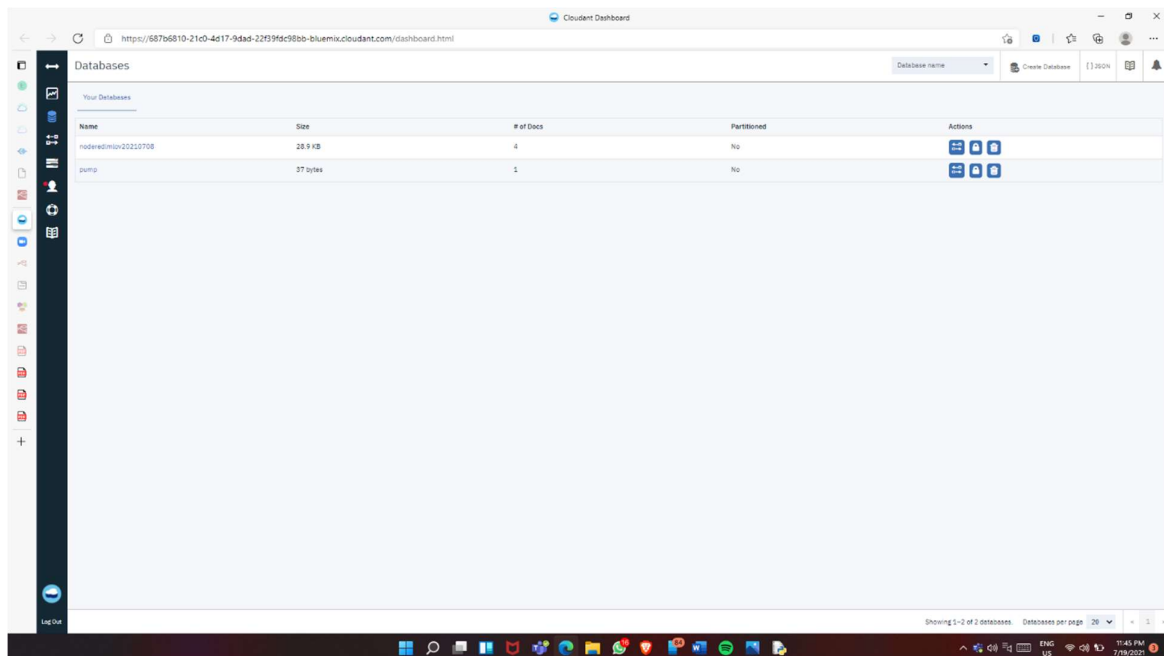 Cloudant Dashboard
https://687b6810-21c0-4d17-9dad-22f39fdc98bb-bluemix.cloudant.com/dashboard.html
Databases
Database name
Create Database
{ } JSON
Your Databases
Name Size # of Docs Partitioned Actions
28.9 KB 4 No
pump 37 bytes 1 No
Log Out
Showing 1–2 of 2 databases. Databases per page 20 1
ENG
US
11:45 PM
7/19/2021